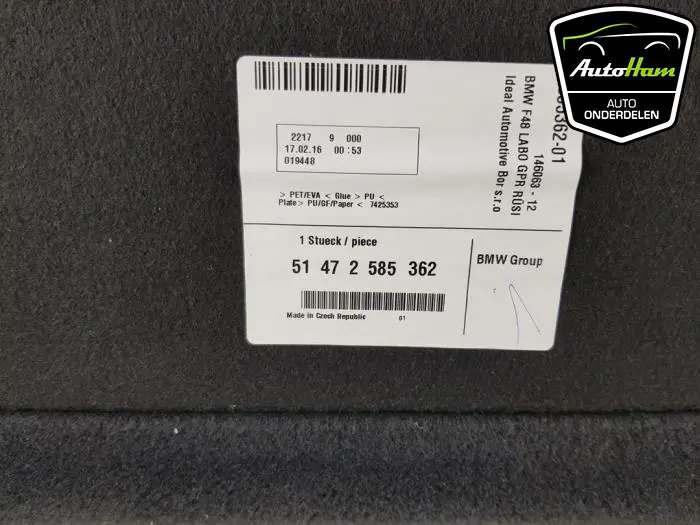 AutoHam
AUTO
ONDERDELEN
2217 9 000
17.02.16 00:53
019448
> PET/EVA < Glue > PU <
Plate> PU/GF/Paper < 7425353
1 Stueck / piece
51 47 2 585 362
Made in Czech Republic 01
BMW Group
146063 - 12
BMW F48 LABO GPR RÜSI
Ideal Automotive Bor s.r.o